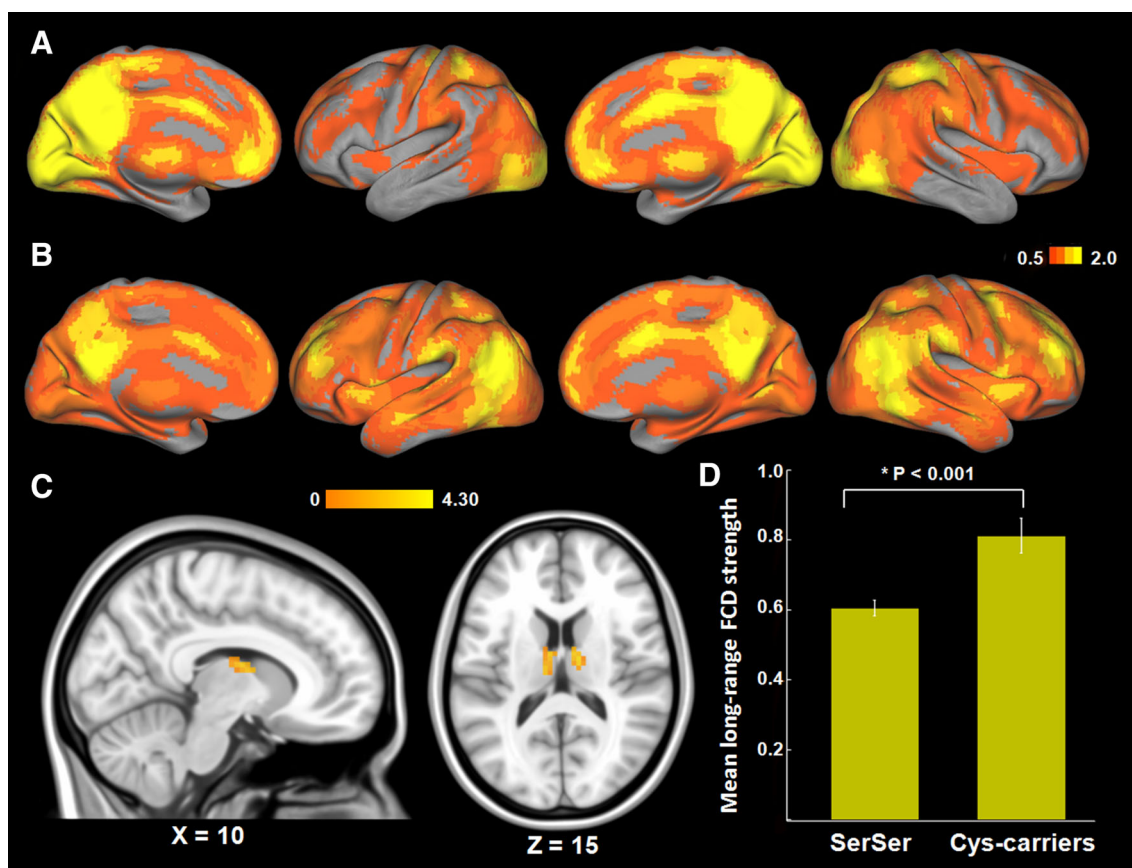 A
B
0.5 2.0
C
0 4.30
X = 10
Z = 15
D
* P < 0.001
1.0
0.8
0.6
0.4
0.2
Mean long-range FCD strength
SerSer Cys-carriers